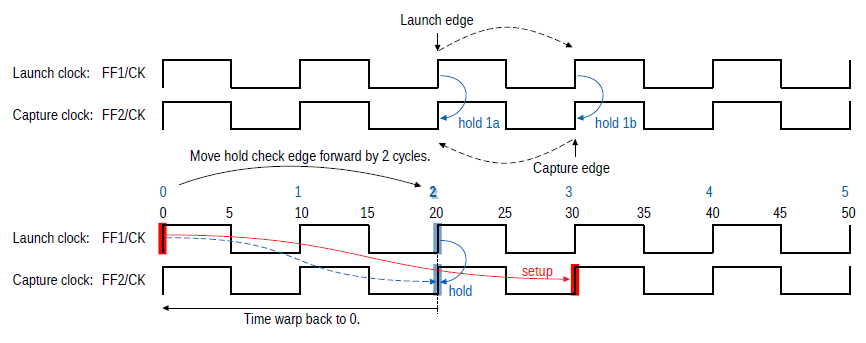 Launch edge
Launch clock: FF1/CK
Capture clock: FF2/CK
hold 1a hold 1b
Move hold check edge forward by 2 cycles.
Capture edge
0 1 2 3 4 5
0 5 10 15 20 25 30 35 40 45 50
Launch clock: FF1/CK
Capture clock: FF2/CK
setup
hold
Time warp back to 0.